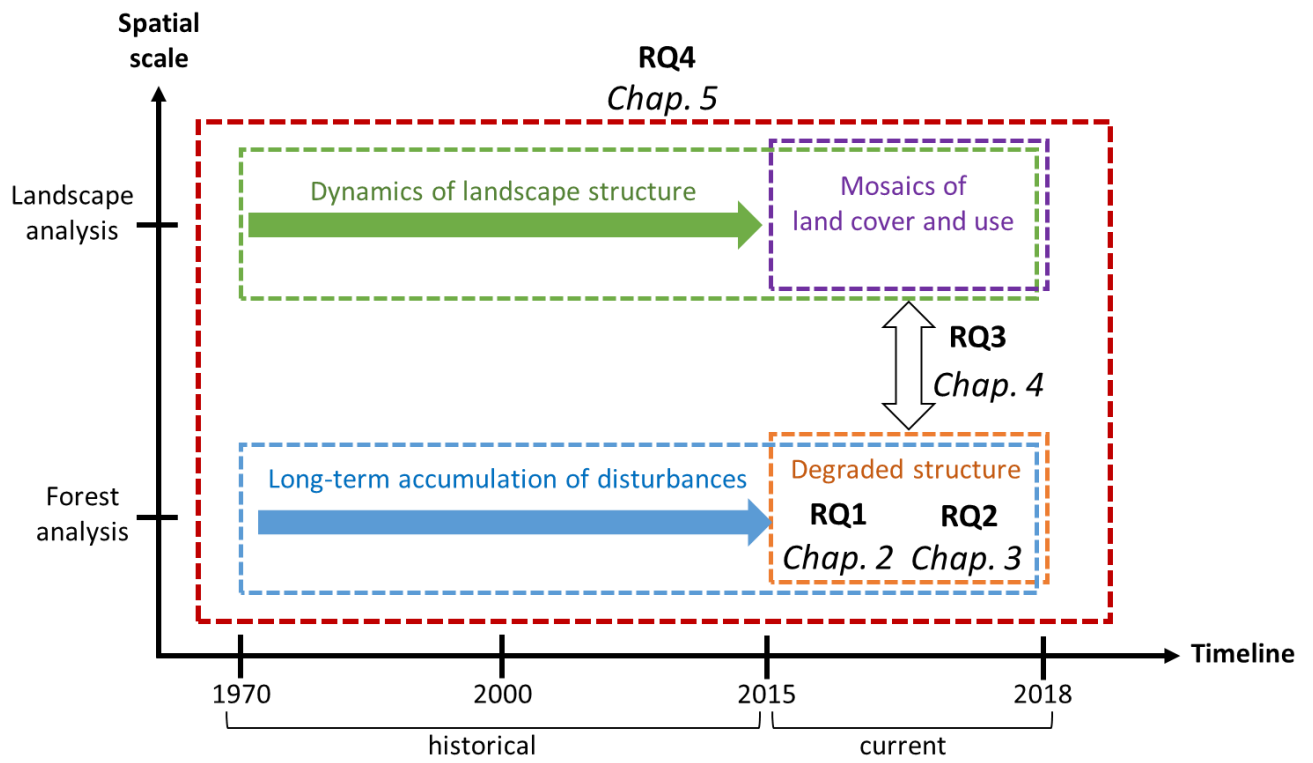 Spatial
scale
RQ4
Chap. 5
Landscape
analysis
Dynamics of landscape structure
Mosaics of
land cover and use
RQ3
Chap. 4
Forest
analysis
Long-term accumulation of disturbances
Degraded structure
RQ1
RQ2
Chap. 2
Chap. 3
Timeline
1970
2000
2015
2018
historical
current